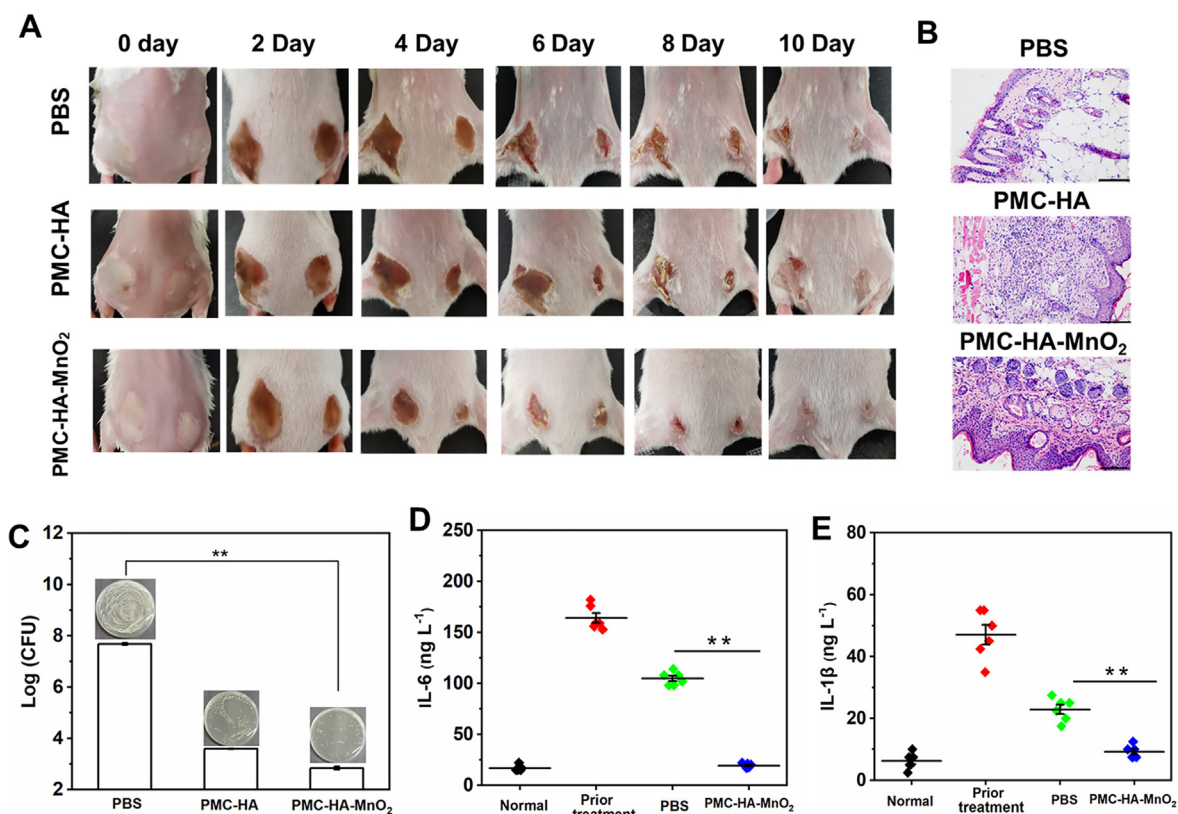 A
0 day 2 Day 4 Day 6 Day 8 Day 10 Day
PBS
PMC-HA
PMC-HA-MnO₂
B
PBS
PMC-HA
PMC-HA-MnO₂
C
12
10
8
6
4
2
Log (CFU)
**
PBS PMC-HA PMC-HA-MnO₂
D
250
200
150
100
50
0
IL-6 (ng L⁻¹)
**
Normal Prior treatment PBS PMC-HA-MnO₂
E
80
60
40
20
0
IL-1β (ng L⁻¹)
**
Normal Prior treatment PBS PMC-HA-MnO₂